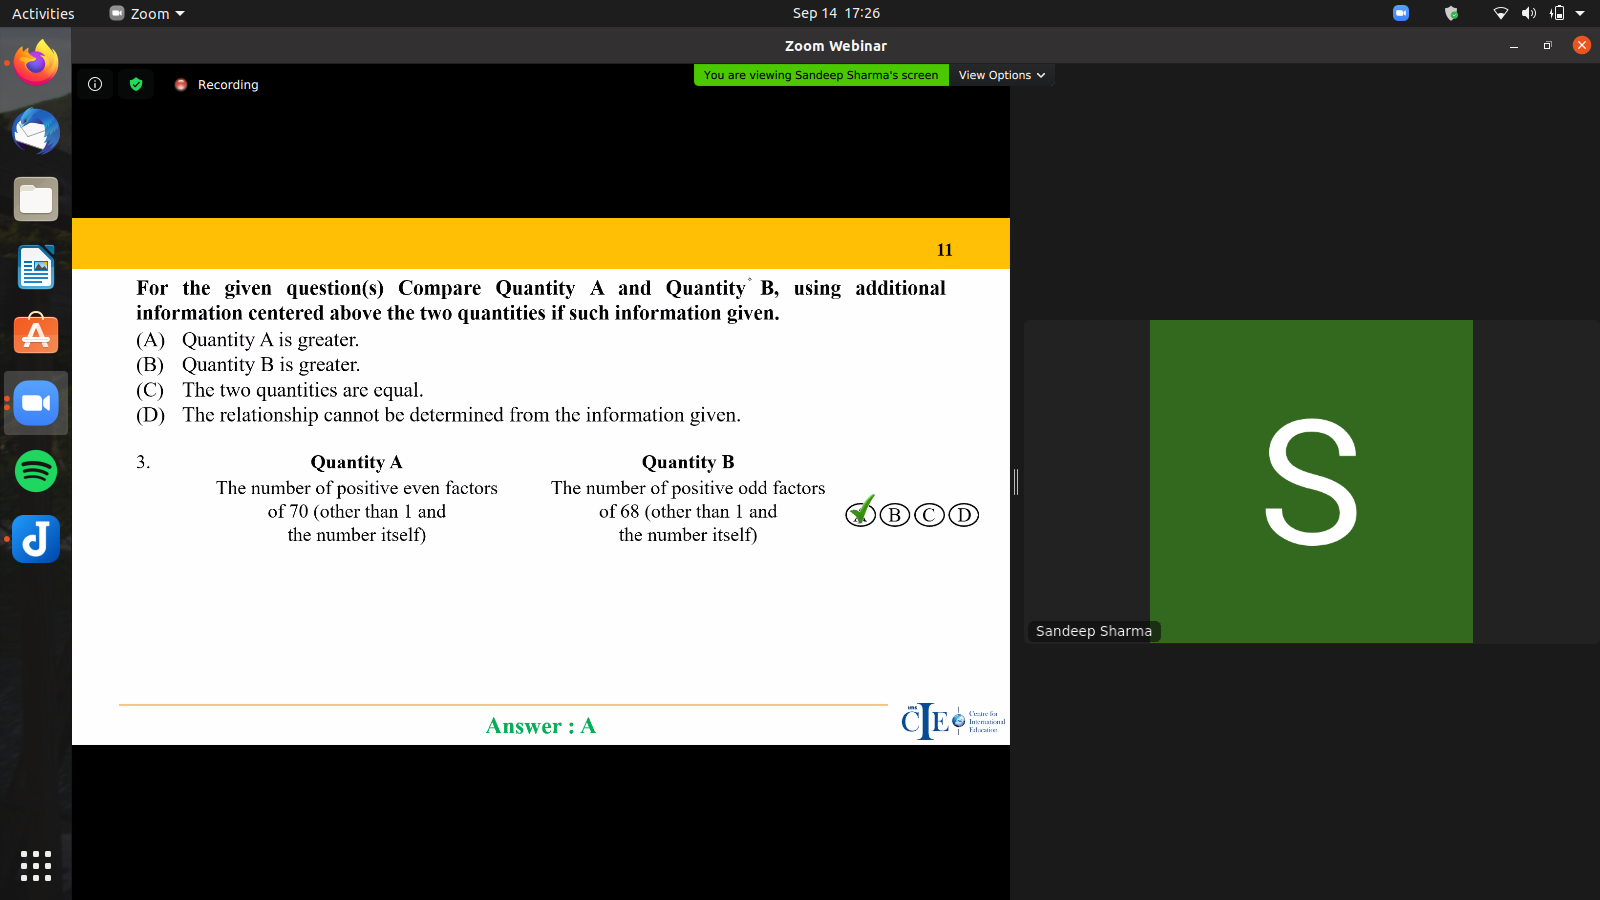 Activities
Zoom
Sep 14 17:26
Zoom Webinar
Recording
You are viewing Sandeep Sharma's screen
View Options
11
For the given question(s) Compare Quantity A and Quantity B, using additional
information centered above the two quantities if such information given.
(A) Quantity A is greater.
(B) Quantity B is greater.
(C) The two quantities are equal.
(D) The relationship cannot be determined from the information given.
3. Quantity A Quantity B
The number of positive even factors The number of positive odd factors
of 70 (other than 1 and of 68 (other than 1 and
the number itself) the number itself)
B C D
S
Sandeep Sharma
Answer : A
CIE
Centre for
International
Education